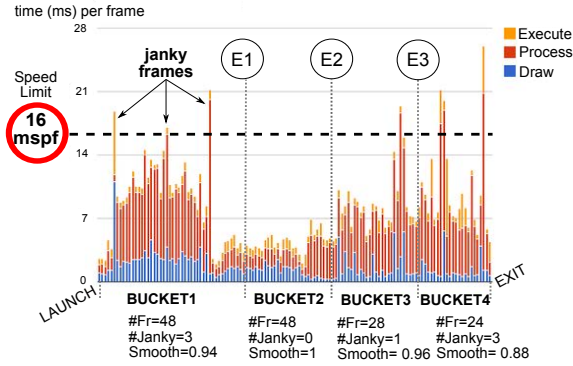 time (ms) per frame
28
21
14
7
0
Speed
Limit
16
mspf
janky
frames
E1
E2
E3
Execute
Process
Draw
LAUNCH
EXIT
BUCKET1
#Fr=48
#Janky=3
Smooth=0.94
BUCKET2
#Fr=48
#Janky=0
Smooth=1
BUCKET3
#Fr=28
#Janky=1
Smooth= 0.96
BUCKET4
#Fr=24
#Janky=3
Smooth= 0.88